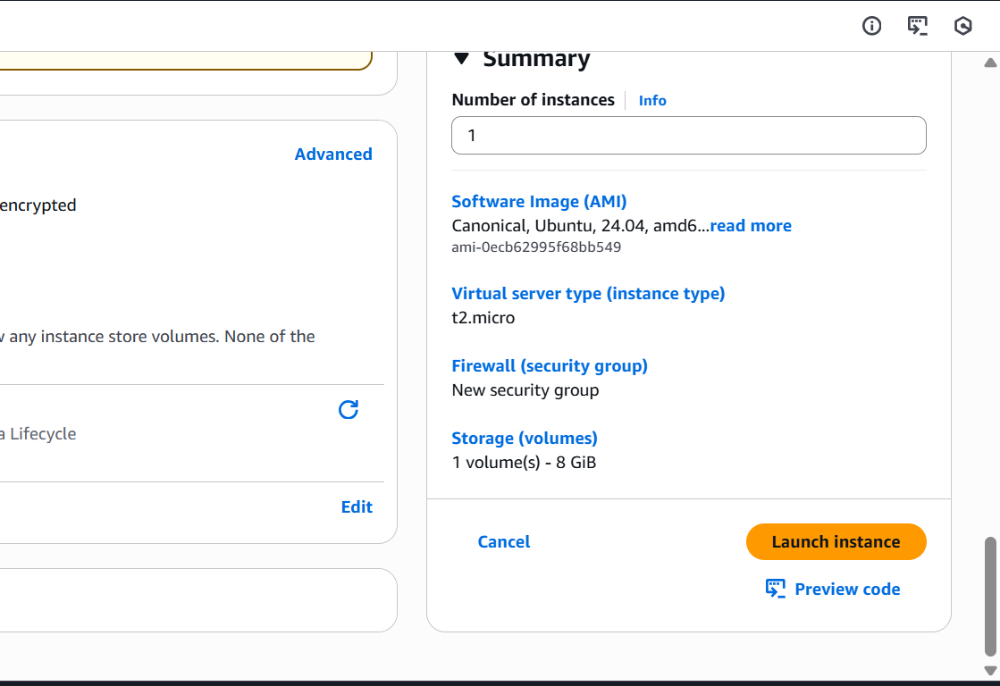 Summary
Number of instances
Info
1
Advanced
encrypted
Software Image (AMI)
Canonical, Ubuntu, 24.04, amd6...read more
ami-0ecb62995f68bb549
Virtual server type (instance type)
t2.micro
any instance store volumes. None of the
Firewall (security group)
New security group
Lifecycle
Storage (volumes)
1 volume(s) - 8 GiB
Edit
Cancel
Launch instance
Preview code